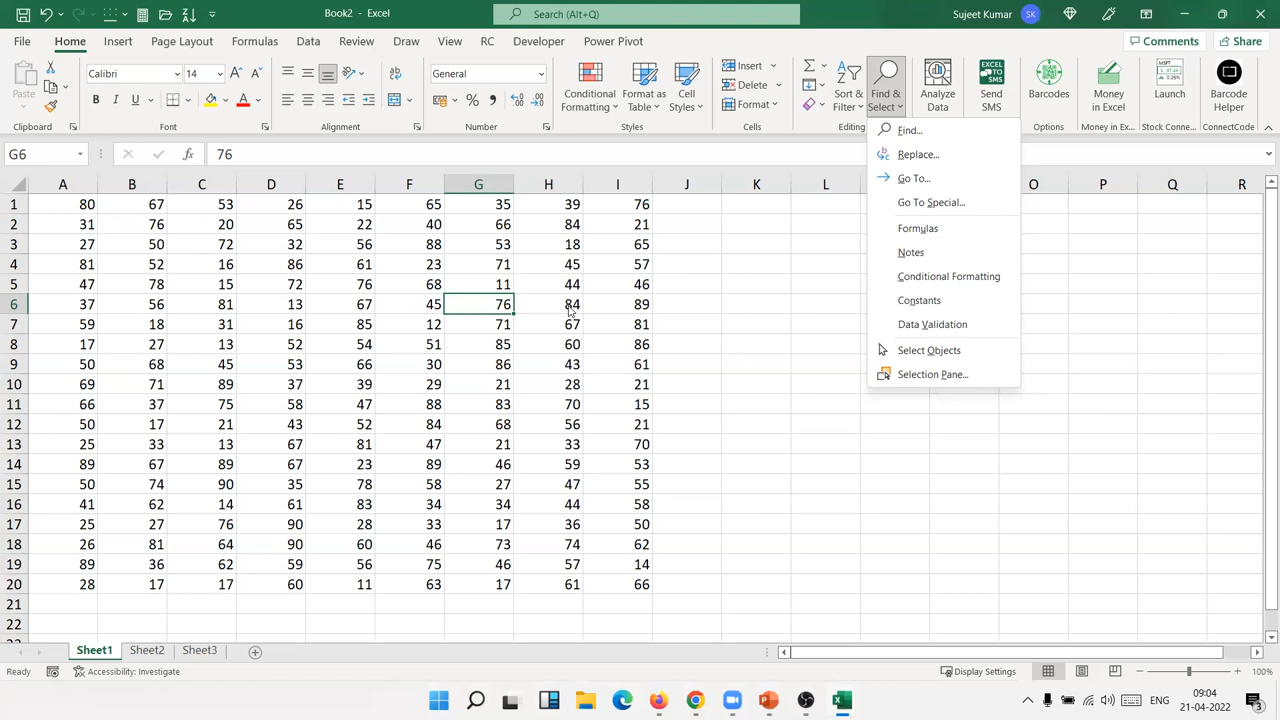 Book2 - Excel
Search (Alt+Q)
Sujeet Kumar SK
File Home Insert Page Layout Formulas Data Review View Automate RC Developer Power Pivot
Comments Share
Paste Calibri 14 General Insert
B I U Delete
Format
Conditional Formatting Format as Table Cell Styles Sort & Filter Find & Select Analyze Data Send SMS Barcodes Money in Excel Launch Barcode Helper
Clipboard Font Alignment Number Styles Cells Editing Options Money in Ex... Stock Conne... ConnectCode
G6 fx 76
Find...
Replace...
Go To...
Go To Special...
Formulas
Notes
Conditional Formatting
Constants
Data Validation
Select Objects
Selection Pane...
A B C D E F G H I J K L O P Q R
1 80 67 53 26 15 65 35 39 76
2 31 76 20 65 22 40 66 84 21
3 27 50 72 32 56 88 53 18 65
4 81 52 16 86 61 23 71 45 57
5 47 78 15 72 76 68 11 44 46
6 37 56 81 13 67 45 76 84 89
7 59 18 31 16 85 12 71 67 81
8 17 27 13 52 54 51 85 60 86
9 50 68 45 53 66 30 86 43 61
10 69 71 89 37 39 29 21 28 21
11 66 37 75 58 47 88 83 70 15
12 50 17 21 43 52 84 68 56 21
13 25 33 13 67 81 47 21 33 70
14 89 67 89 67 23 89 46 59 53
15 50 74 90 35 78 58 27 47 55
16 41 62 14 61 83 34 34 44 58
17 25 27 76 90 28 33 17 36 50
18 26 81 64 90 60 46 73 74 62
19 89 36 62 59 56 75 46 57 14
20 28 17 17 60 11 63 17 61 66
21
22
Sheet1 Sheet2 Sheet3
Ready Accessibility: Investigate Display Settings 100%
ENG 09:04
21-04-2022 3